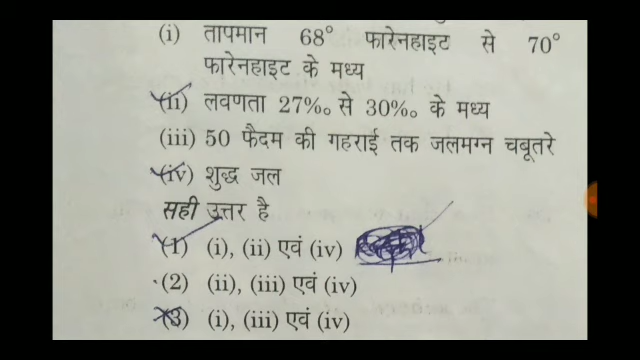 (i) तापमान 68° फारेनहाइट से 70°
फारेनहाइट के मध्य
(ii) लवणता 27‰ से 30‰ के मध्य
(iii) 50 फैदम की गहराई तक जलमग्न चबूतरे
(iv) शुद्ध जल
सही उत्तर है
(1) (i), (ii) एवं (iv)
(2) (ii), (iii) एवं (iv)
(3) (i), (iii) एवं (iv)